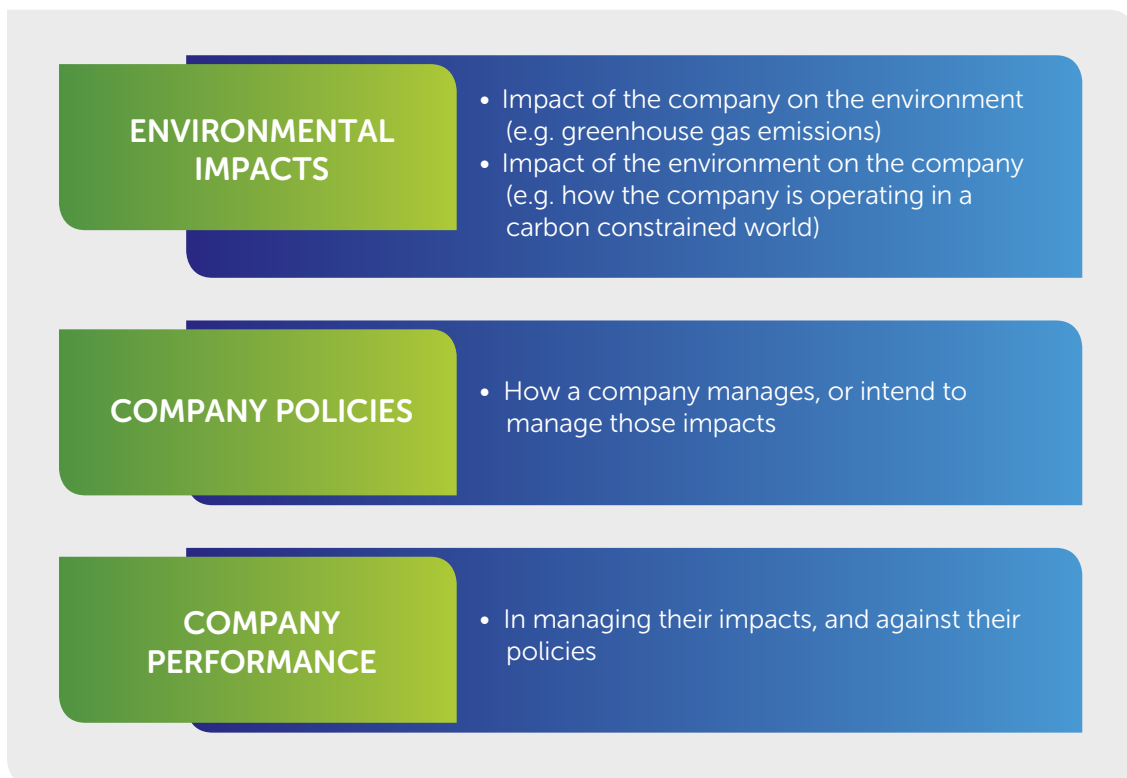 ENVIRONMENTAL
IMPACTS
• Impact of the company on the environment
(e.g. greenhouse gas emissions)
• Impact of the environment on the company
(e.g. how the company is operating in a
carbon constrained world)
COMPANY POLICIES
• How a company manages, or intend to
manage those impacts
COMPANY
PERFORMANCE
• In managing their impacts, and against their
policies